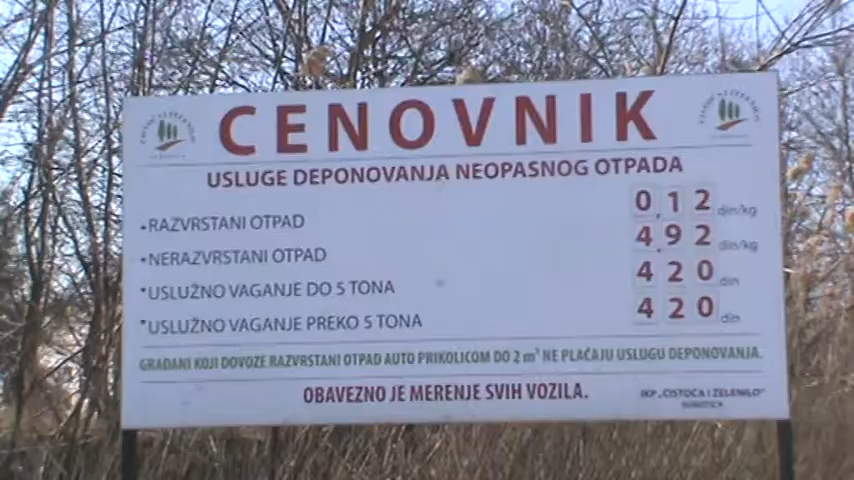 CENOVNIK
USLUGE DEPONOVANJA NEOPASNOG OTPADA
•RAZVRSTANI OTPAD 0,12 din/kg
•NERAZVRSTANI OTPAD 4.92 din/kg
•USLUŽNO VAGANJE DO 5 TONA 420 din
•USLUŽNO VAGANJE PREKO 5 TONA 420 din
GRAĐANI KOJI DOVOZE RAZVRSTANI OTPAD AUTO PRIKOLICOM DO 2 m³ NE PLAĆAJU USLUGU DEPONOVANJA.
OBAVEZNO JE MERENJE SVIH VOZILA.
JKP „ČISTOĆA I ZELENILO"
SUBOTICA